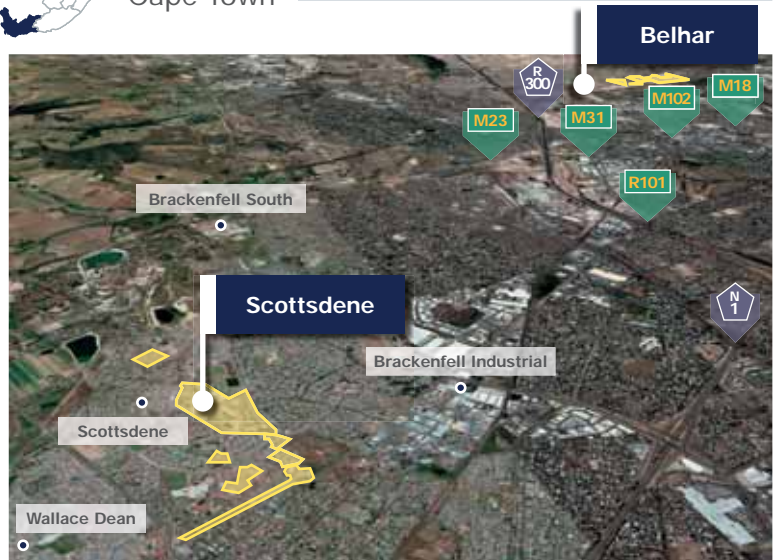 Cape Town
Belhar
R
300
M102
M18
M23
M31
R101
Brackenfell South
Scottsdene
N
1
Brackenfell Industrial
Scottsdene
Wallace Dean